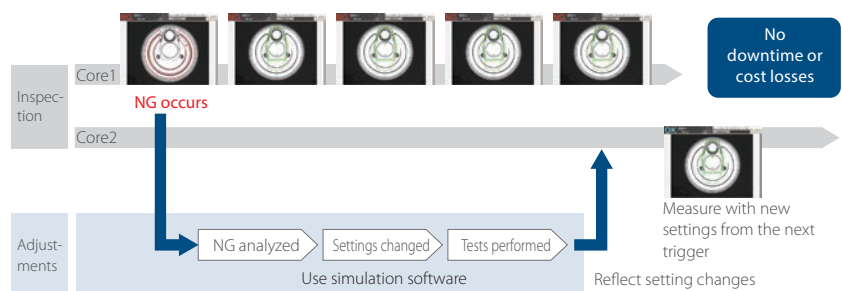 No
downtime or
cost losses
Core1
Inspec-
tion
NG occurs
Core2
OK
Measure with new
settings from the next
trigger
Adjust-
ments
NG analyzed
Settings changed
Tests performed
Use simulation software
Reflect setting changes